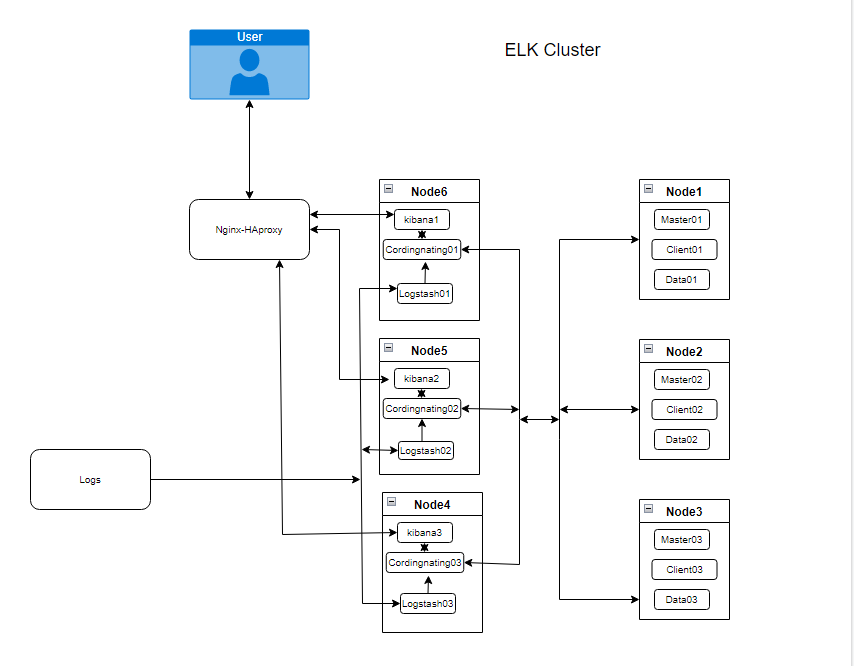 User
ELK Cluster
Nginx-HAproxy
Node6
kibana1
Cordingnating01
Logstash01
Node5
kibana2
Cordingnating02
Logstash02
Logs
Node4
kibana3
Cordingnating03
Logstash03
Node1
Master01
Client01
Data01
Node2
Master02
Client02
Data02
Node3
Master03
Client03
Data03